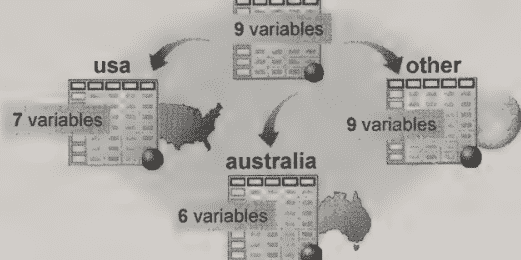 9 variables
usa
other
7 variables
9 variables
australia
6 variables